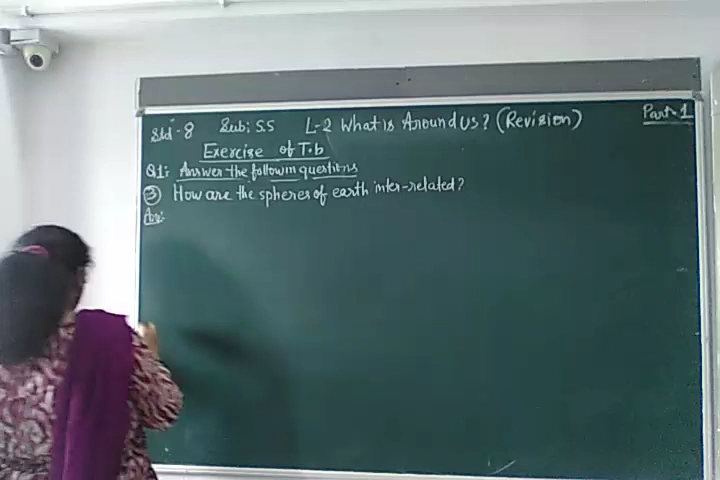 Std - 8 Sub: S.S L-2 What is Around Us? (Revision) Part-1
Exercise of T.b
Q1: Answer the followin questions
③ How are the spheres of earth inter-related?
Ans: